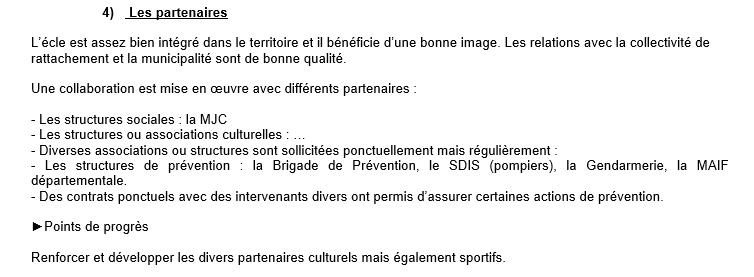 4) Les partenaires
L'écle est assez bien intégré dans le territoire et il bénéficie d'une bonne image. Les relations avec la collectivité de
rattachement et la municipalité sont de bonne qualité.
Une collaboration est mise en œuvre avec différents partenaires :
- Les structures sociales : la MJC
- Les structures ou associations culturelles : …
- Diverses associations ou structures sont sollicitées ponctuellement mais régulièrement :
- Les structures de prévention : la Brigade de Prévention, le SDIS (pompiers), la Gendarmerie, la MAIF
départementale.
- Des contrats ponctuels avec des intervenants divers ont permis d'assurer certaines actions de prévention.
►Points de progrès
Renforcer et développer les divers partenaires culturels mais également sportifs.